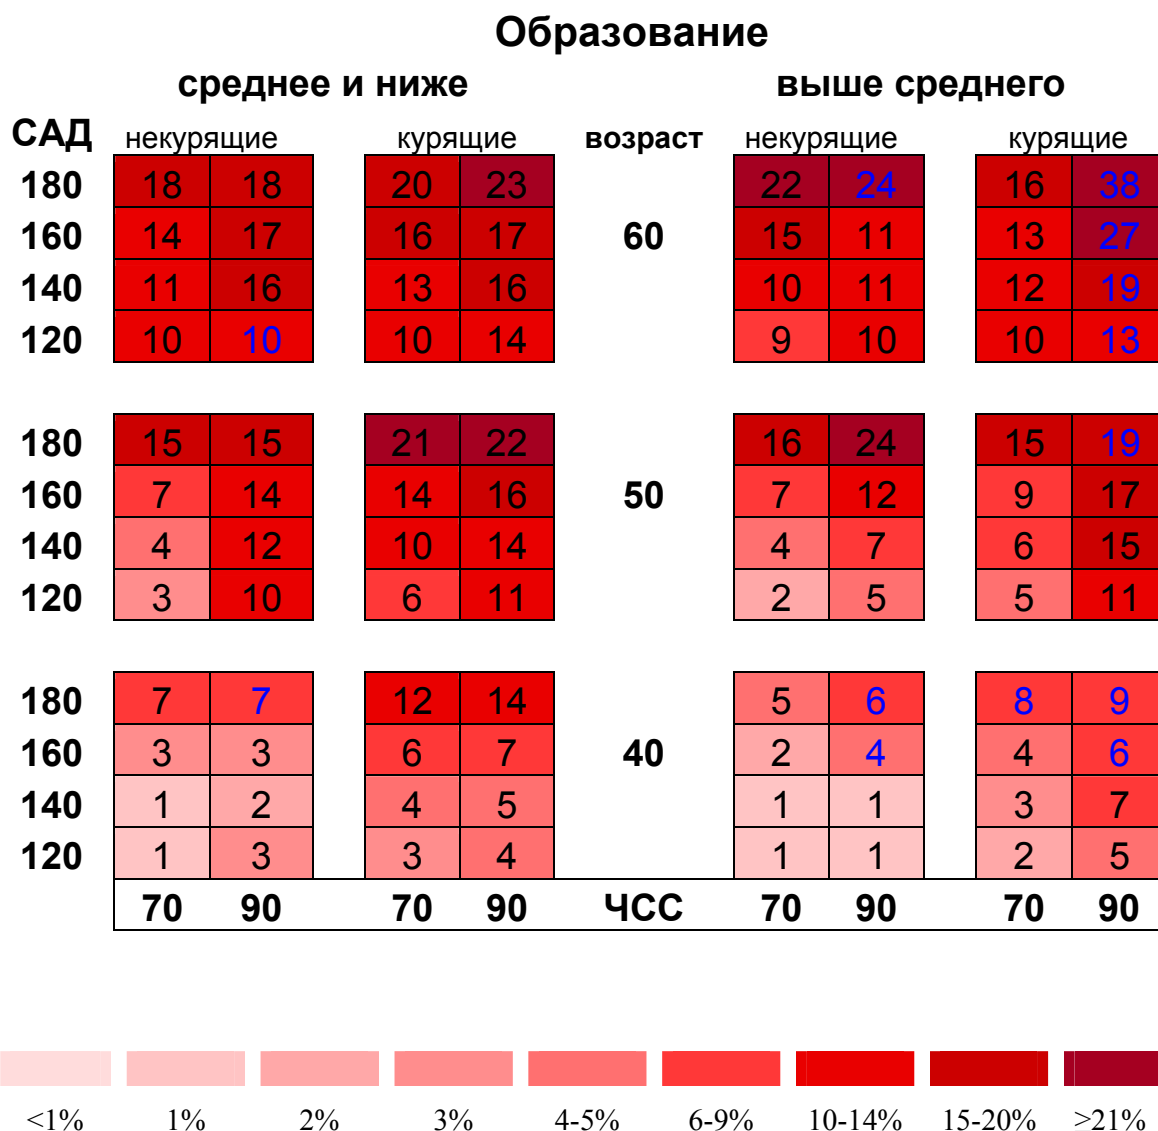 Образование
среднее и ниже выше среднего
САД некурящие курящие возраст некурящие курящие
180 18 18 20 23 22 24 16 38
160 14 17 16 17 60 15 11 13 27
140 11 16 13 16 10 11 12 19
120 10 10 10 14 9 10 10 13
180 15 15 21 22 16 24 15 19
160 7 14 14 16 50 7 12 9 17
140 4 12 10 14 4 7 6 15
120 3 10 6 11 2 5 5 11
180 7 7 12 14 5 6 8 9
160 3 3 6 7 40 2 4 4 6
140 1 2 4 5 1 1 3 7
120 1 3 3 4 1 1 2 5
70 90 70 90 ЧСС 70 90 70 90
<1% 1% 2% 3% 4-5% 6-9% 10-14% 15-20% >21%